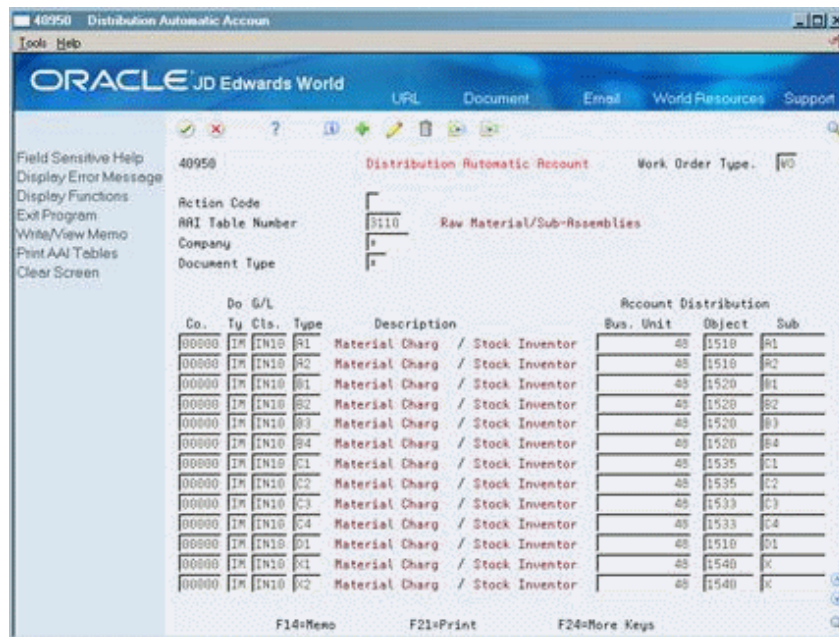 40950 Distribution Automatic Accoun
Tools Help
ORACLE JD Edwards World
URL Document Email World Resources Support
Field Sensitive Help
Display Error Message
Display Functions
Exit Program
Write/View Memo
Print AAI Tables
Clear Screen
40950 Distribution Automatic Account Work Order Type. WO
Action Code
AAI Table Number 3110 Raw Material/Sub-Assemblies
Company *
Document Type *
Do G/L Account Distribution
Co. Ty Cls. Type Description Bus. Unit Object Sub
00000 IM IN10 A1 Material Charg / Stock Inventor 48 1510 A1
00000 IM IN10 A2 Material Charg / Stock Inventor 48 1510 A2
00000 IM IN10 B1 Material Charg / Stock Inventor 48 1520 B1
00000 IM IN10 B2 Material Charg / Stock Inventor 48 1520 B2
00000 IM IN10 B3 Material Charg / Stock Inventor 48 1520 B3
00000 IM IN10 B4 Material Charg / Stock Inventor 48 1520 B4
00000 IM IN10 C1 Material Charg / Stock Inventor 48 1535 C1
00000 IM IN10 C2 Material Charg / Stock Inventor 48 1535 C2
00000 IM IN10 C3 Material Charg / Stock Inventor 48 1533 C3
00000 IM IN10 C4 Material Charg / Stock Inventor 48 1533 C4
00000 IM IN10 D1 Material Charg / Stock Inventor 48 1510 D1
00000 IM IN10 X1 Material Charg / Stock Inventor 48 1540 X
00000 IM IN10 X2 Material Charg / Stock Inventor 48 1540 X
F14=Memo F21=Print F24=More Keys